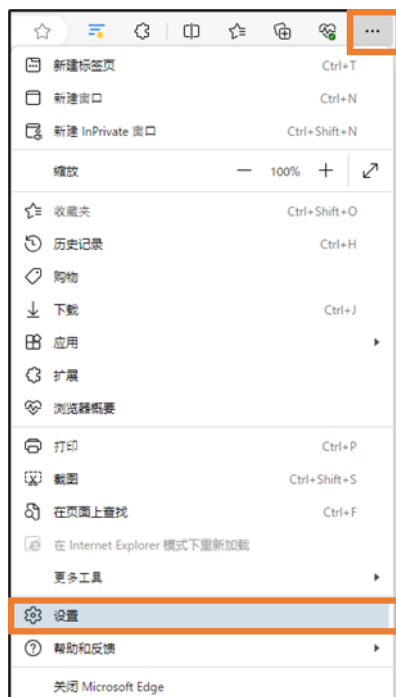 新建标签页 Ctrl+T
新建窗口 Ctrl+N
新建 InPrivate 窗口 Ctrl+Shift+N
缩放 — 100% +
收藏夹 Ctrl+Shift+O
历史记录 Ctrl+H
购物
下载 Ctrl+J
应用
扩展
浏览器概要
打印 Ctrl+P
截图 Ctrl+Shift+S
在页面上查找 Ctrl+F
在 Internet Explorer 模式下重新加载
更多工具
设置
帮助和反馈
关闭 Microsoft Edge